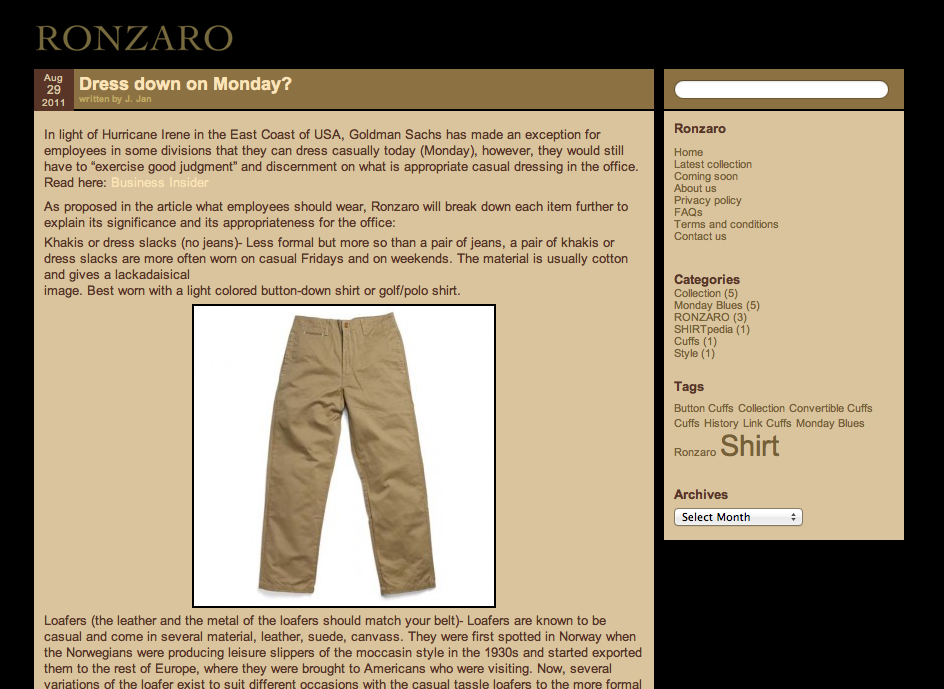 RONZARO
Aug
29
2011
Dress down on Monday?
written by J. Jan
In light of Hurricane Irene in the East Coast of USA, Goldman Sachs has made an exception for
employees in some divisions that they can dress casually today (Monday), however, they would still
have to “exercise good judgment” and discernment on what is appropriate casual dressing in the office.
Read here: Business Insider
As proposed in the article what employees should wear, Ronzaro will break down each item further to
explain its significance and its appropriateness for the office:
Khakis or dress slacks (no jeans)- Less formal but more so than a pair of jeans, a pair of khakis or
dress slacks are more often worn on casual Fridays and on weekends. The material is usually cotton
and gives a lackadaisical
image. Best worn with a light colored button-down shirt or golf/polo shirt.
Loafers (the leather and the metal of the loafers should match your belt)- Loafers are known to be
casual and come in several material, leather, suede, canvass. They were first spotted in Norway when
the Norwegians were producing leisure slippers of the moccasin style in the 1930s and started exported
them to the rest of Europe, where they were brought to Americans who were visiting. Now, several
variations of the loafer exist to suit different occasions with the casual tassle loafers to the more formal
Ronzaro
Home
Latest collection
Coming soon
About us
Privacy policy
FAQs
Terms and conditions
Contact us
Categories
Collection (5)
Monday Blues (5)
RONZARO (3)
SHIRTpedia (1)
Cuffs (1)
Style (1)
Tags
Button Cuffs Collection Convertible Cuffs
Cuffs History Link Cuffs Monday Blues
Ronzaro Shirt
Archives
Select Month